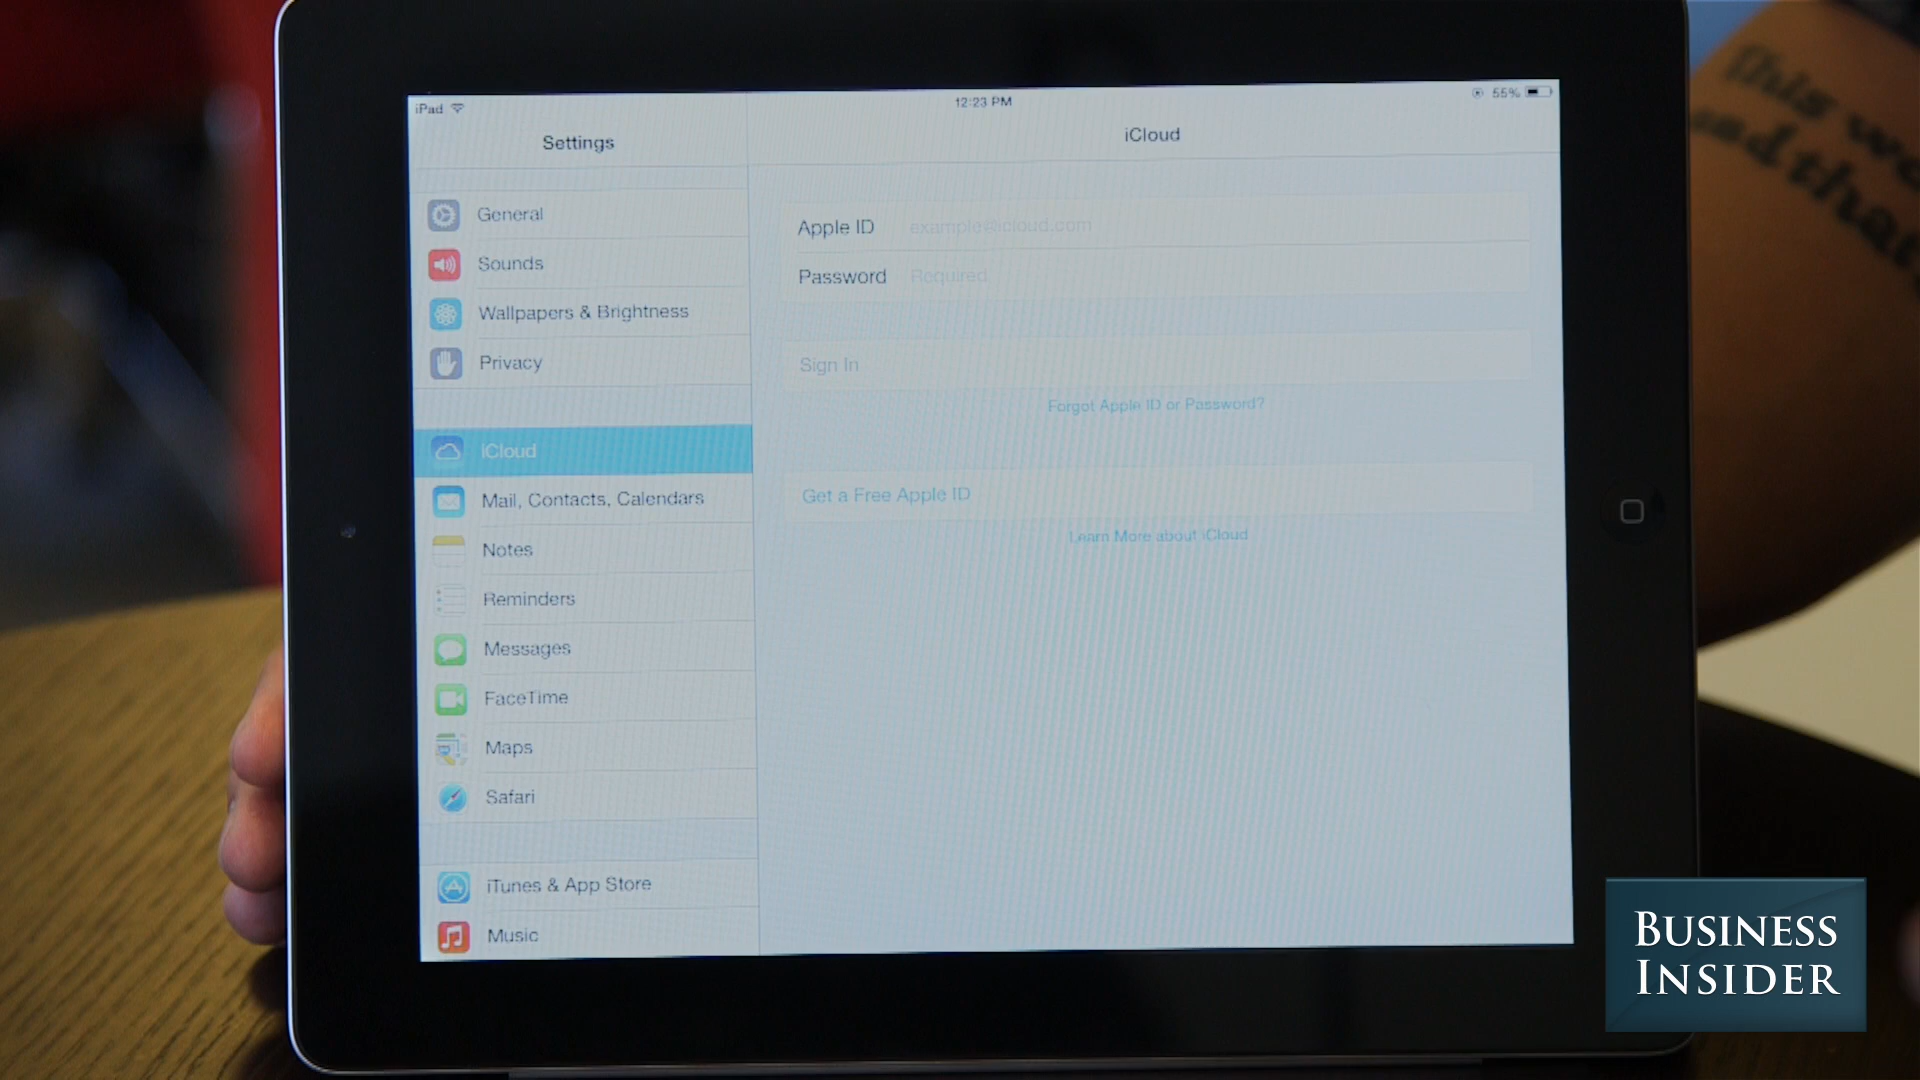 iPad
12:23 PM
55%
Settings
iCloud
General
Sounds
Wallpapers & Brightness
Privacy
iCloud
Mail, Contacts, Calendars
Notes
Reminders
Messages
FaceTime
Maps
Safari
iTunes & App Store
Music
Apple ID example@icloud.com
Password Required
Sign In
Forgot Apple ID or Password?
Get a Free Apple ID
Learn More about iCloud
This
BUSINESS
INSIDER